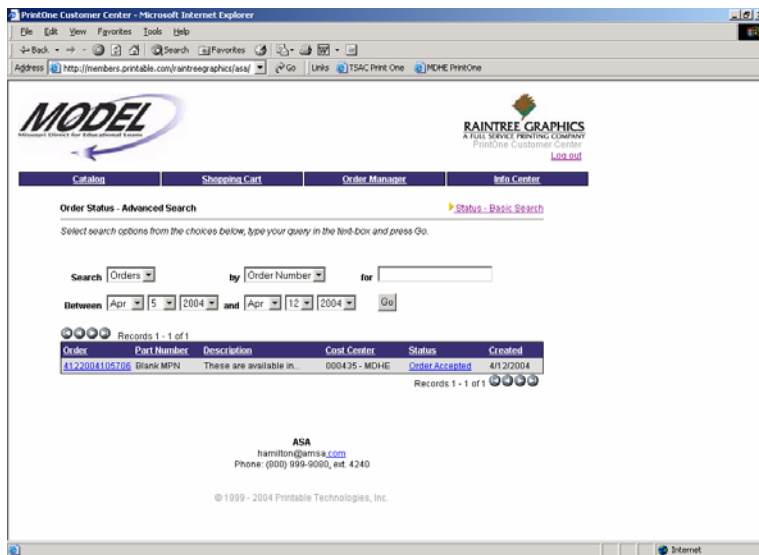 PrintOne Customer Center - Microsoft Internet Explorer
File Edit View Favorites Tools Help
Back Search Favorites
Address http://members.printable.com/raintreegraphics/asa/ Go Links TSAC Print One MDHE PrintOne
MODEL
Missouri Direct for Educational Loans
RAINTREE GRAPHICS
A FULL SERVICE PRINTING COMPANY
PrintOne Customer Center
Log out
Catalog Shopping Cart Order Manager Info Center
Order Status - Advanced Search Status - Basic Search
Select search options from the choices below, type your query in the text-box and press Go.
Search Orders by Order Number for
Between Apr 5 2004 and Apr 12 2004 Go
Records 1 - 1 of 1
Order Part Number Description Cost Center Status Created
4122004105706 Blank MPN These are available in... 000435 - MDHE Order Accepted 4/12/2004
Records 1 - 1 of 1
ASA
hamilton@amsa.com
Phone: (800) 999-9080, ext. 4240
© 1999 - 2004 Printable Technologies, Inc.
Internet